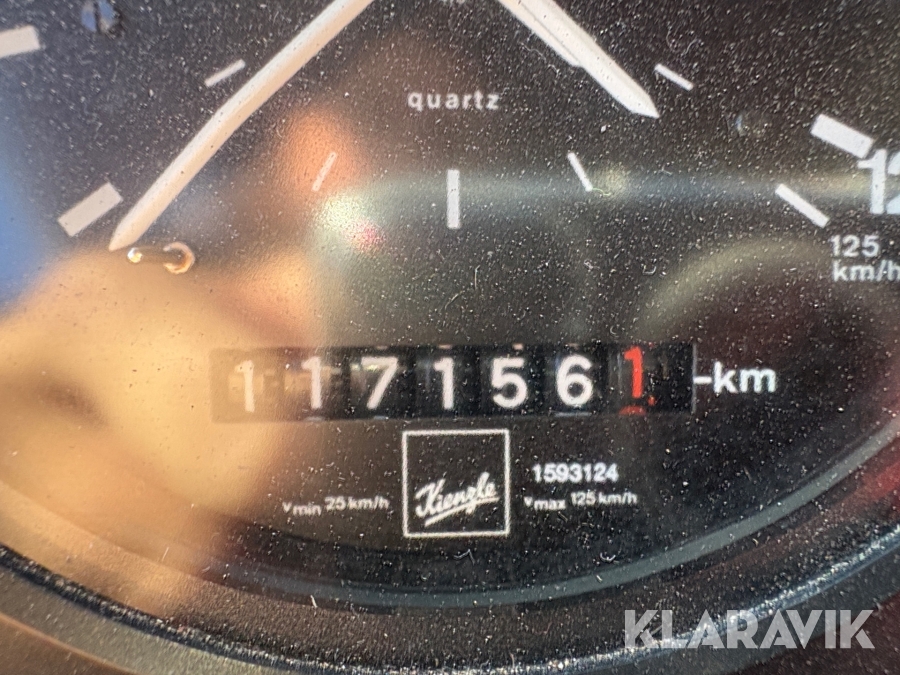 quartz
12
125
km/h
1171561-km
Kienzle
1593124
vmin 25 km/h
vmax 125 km/h
KLARAVIK